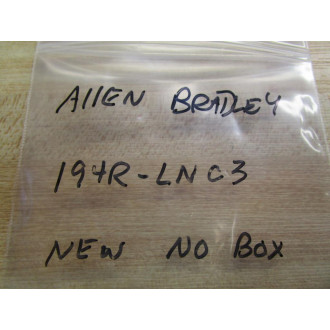 Allen Bradley
194R-LNC3
New No Box